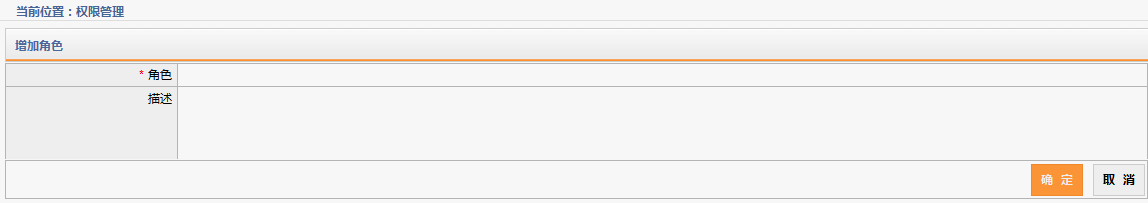 当前位置：权限管理
增加角色
* 角色
描述
确 定 取 消